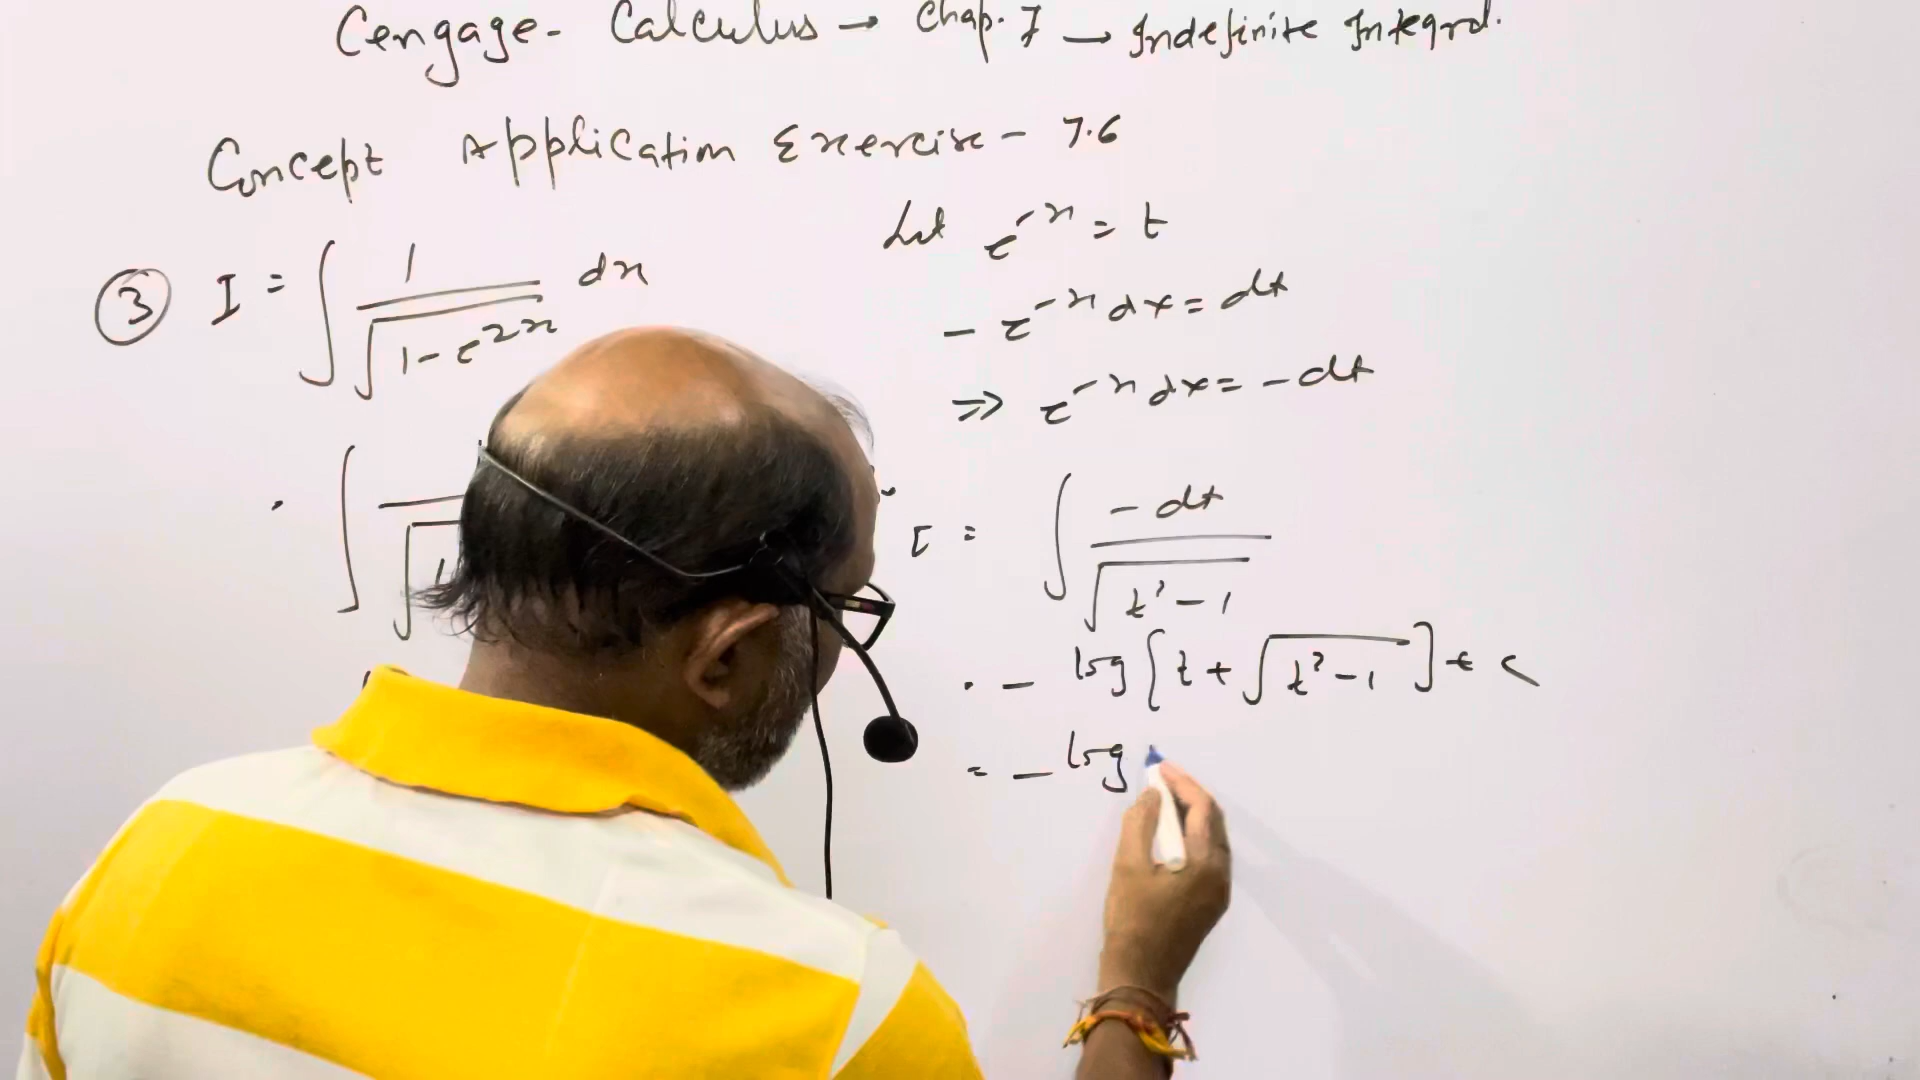 Cengage - Calculus → Chap. 7 → Indefinite Integral.
Concept Application Exercise - 7.6
③ I = ∫ 1/√(1-e^{2x}) dx
Let e^{-x} = t
- e^{-x} dx = dt
⇒ e^{-x} dx = -dt
I = ∫ -dt/√(t²-1)
= - log [t + √(t²-1)] + c
= - log